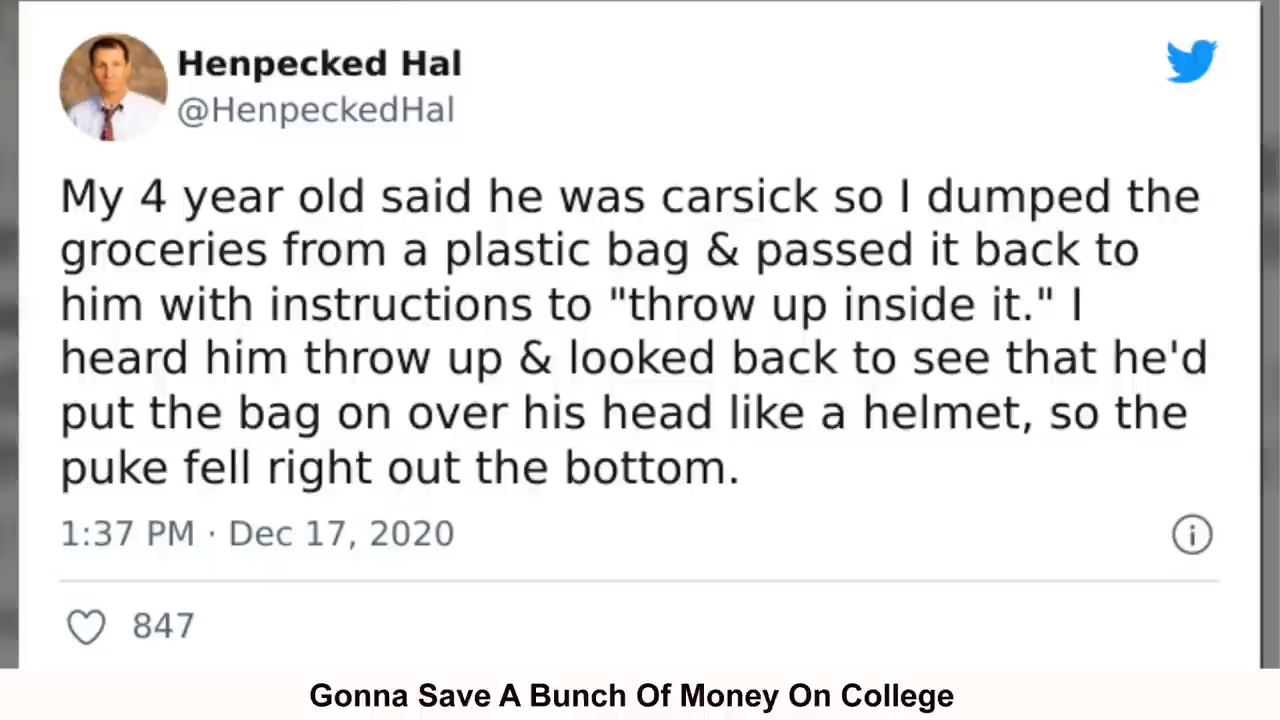 Henpecked Hal
@HenpeckedHal
My 4 year old said he was carsick so I dumped the
groceries from a plastic bag & passed it back to
him with instructions to "throw up inside it." I
heard him throw up & looked back to see that he'd
put the bag on over his head like a helmet, so the
puke fell right out the bottom.
1:37 PM · Dec 17, 2020
847
Gonna Save A Bunch Of Money On College